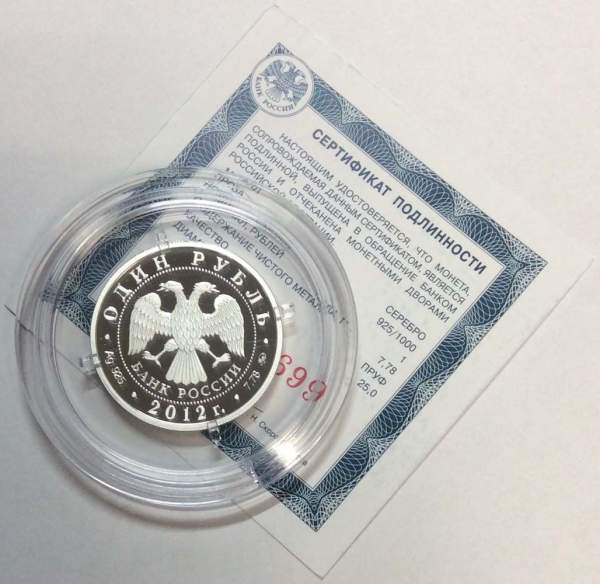 БАНК РОССИИ
СЕРТИФИКАТ ПОДЛИННОСТИ
НАСТОЯЩИМ УДОСТОВЕРЯЕТСЯ, ЧТО МОНЕТА,
СОПРОВОЖДАЕМАЯ ДАННЫМ СЕРТИФИКАТОМ, ЯВЛЯЕТСЯ
ПОДЛИННОЙ, ВЫПУЩЕНА В ОБРАЩЕНИЕ БАНКОМ
РОССИИ И ОТЧЕКАНЕНА МОНЕТНЫМИ ДВОРАМИ
РОССИЙСКОЙ
СЕРЕБРО
РУБЛЕЙ 1
925/1000
ЧИСТОГО 7,78
КАЧЕСТВО ПРУФ
25,0
699
ОДИН РУБЛЬ
Ag 925
БАНК РОССИИ
7,78
2012 г.